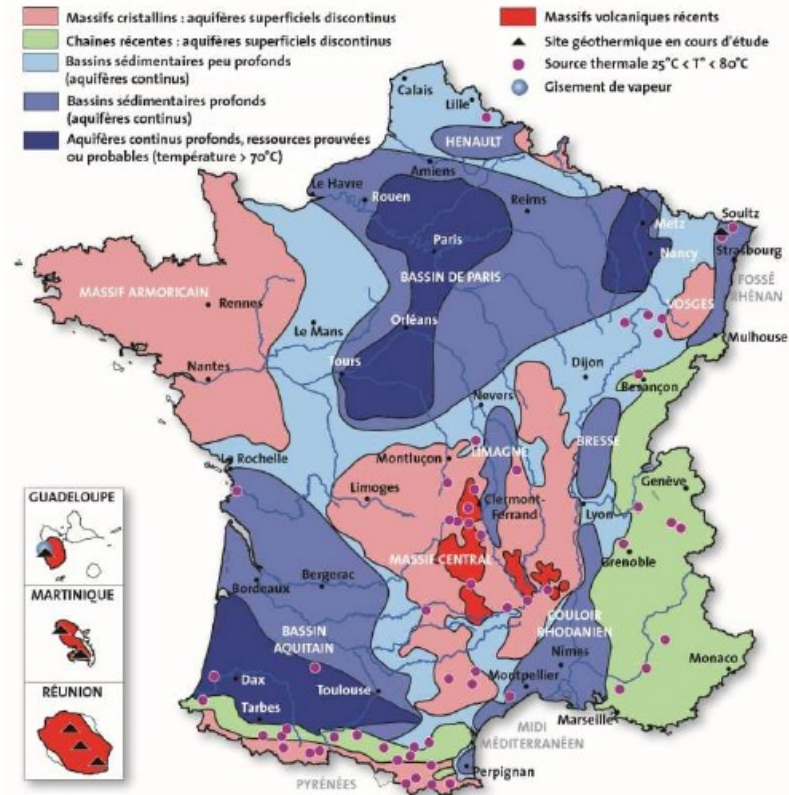 Massifs cristallins : aquifères superficiels discontinus
Chaînes récentes : aquifères superficiels discontinus
Bassins sédimentaires peu profonds
(aquifères continus)
Bassins sédimentaires profonds
(aquifères continus)
Aquifères continus profonds, ressources prouvées
ou probables (température > 70°C)
Massifs volcaniques récents
Site géothermique en cours d'étude
Source thermale 25°C < T° < 80°C
Gisement de vapeur
Calais
Lille
HENAULT
Amiens
Le Havre
Rouen
Reims
Metz
Soultz
Paris
Nancy
Strasbourg
BASSIN DE PARIS
FOSSÉ
RHÉNAN
MASSIF ARMORICAIN
Rennes
VOSGES
Orléans
Le Mans
Mulhouse
Tours
Dijon
Nantes
Besançon
Nevers
La Rochelle
Montluçon
LIMAGNE
BRESSE
Limoges
Clermont-
Ferrand
Lyon
Genève
GUADELOUPE
MASSIF CENTRAL
Grenoble
Bordeaux
Bergerac
MARTINIQUE
COULOIR
RHODANIEN
BASSIN
AQUITAIN
Nîmes
Monaco
RÉUNION
Dax
Toulouse
Montpellier
Tarbes
Marseille
MIDI
MÉDITERRANÉEN
PYRÉNÉES
Perpignan